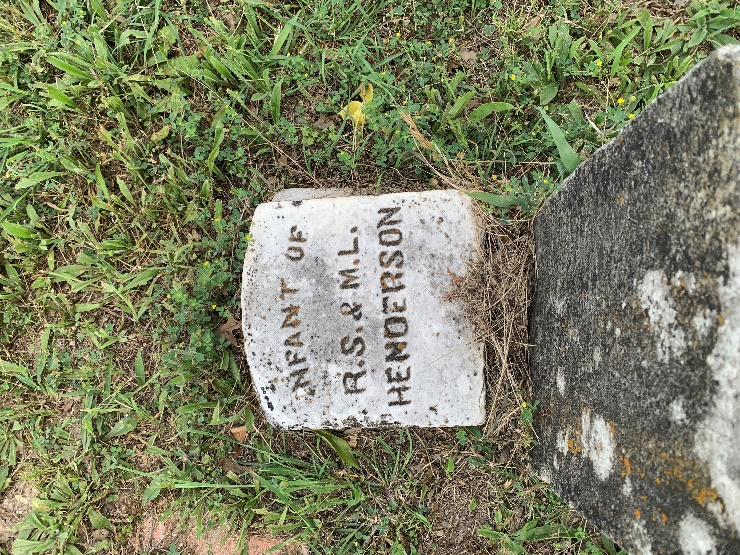 INFANT OF
R.S. & M.L.
HENDERSON